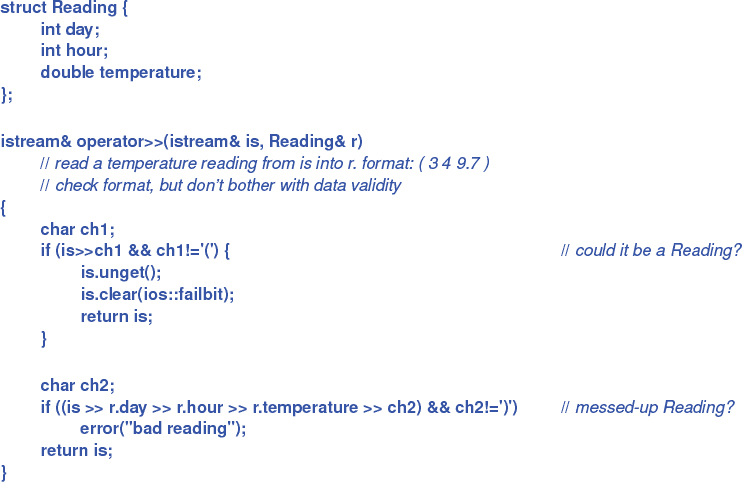 struct Reading {
int day;
int hour;
double temperature;
};
istream& operator>>(istream& is, Reading& r)
// read a temperature reading from is into r. format: ( 3 4 9.7 )
// check format, but don’t bother with data validity
{
char ch1;
if (is>>ch1 && ch1!='(') { // could it be a Reading?
is.unget();
is.clear(ios::failbit);
return is;
}
char ch2;
if ((is >> r.day >> r.hour >> r.temperature >> ch2) && ch2!=')') // messed-up Reading?
error("bad reading");
return is;
}